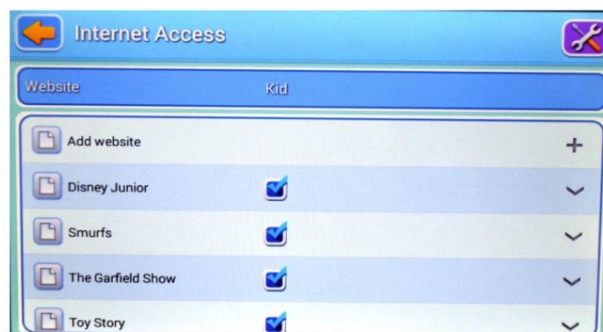 Internet Access
Website Kid
Add website
Disney Junior
Smurfs
The Garfield Show
Toy Story